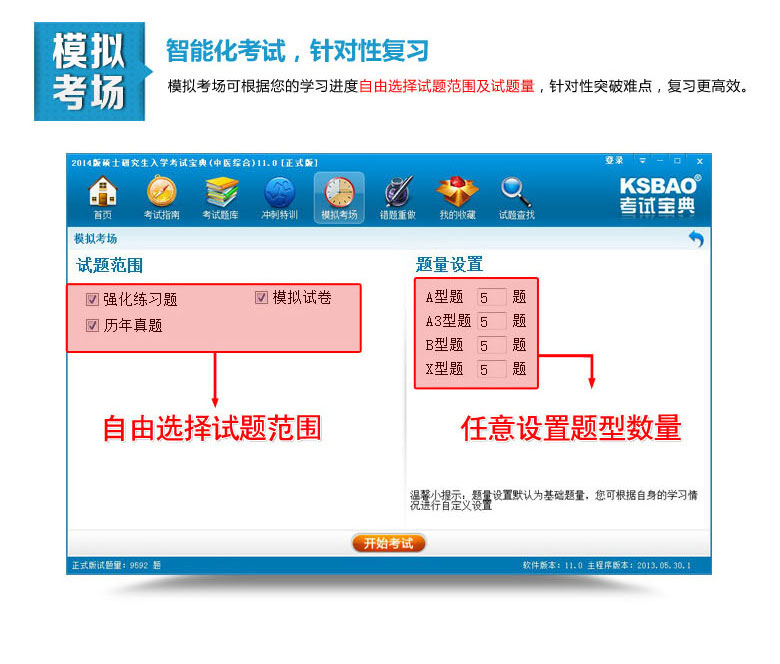 模拟
考场
智能化考试，针对性复习
模拟考场可根据您的学习进度自由选择试题范围及试题量，针对性突破难点，复习更高效。
2014版硕士研究生入学考试宝典(中医综合)11.0 [正式版]
登录
首页 考试指南 考试题库 冲刺特训 模拟考场 错题重做 我的收藏 试题查找
KSBAO®
考试宝典
模拟考场
试题范围
强化练习题 模拟试卷
历年真题
自由选择试题范围
题量设置
A型题 5 题
A3型题 5 题
B型题 5 题
X型题 5 题
任意设置题型数量
温馨小提示：题量设置默认为基础题量，您可根据自身的学习情
况进行自定义设置
开始考试
正式版试题量：9592 题
软件版本：11.0 主程序版本：2013.05.30.1